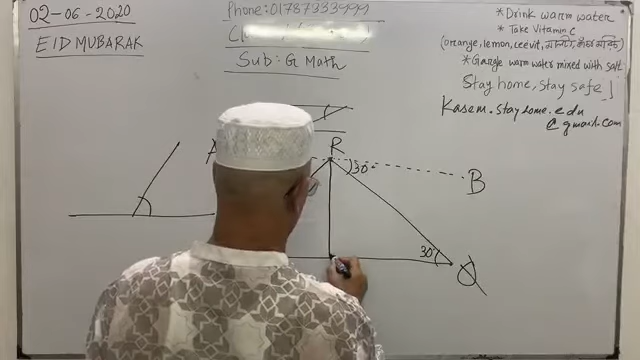 02-06-2020
EID MUBARAK
Phone: 01787333999
Sub: G Math
* Drink warm water
* Take Vitamin C
(orange, lemon, ceevit,
* Gargle warm water mixed with salt
Stay home, Stay safe]
Kasem.stayhome.edu
@gmail.com
A
R
30°
B
30°
Q